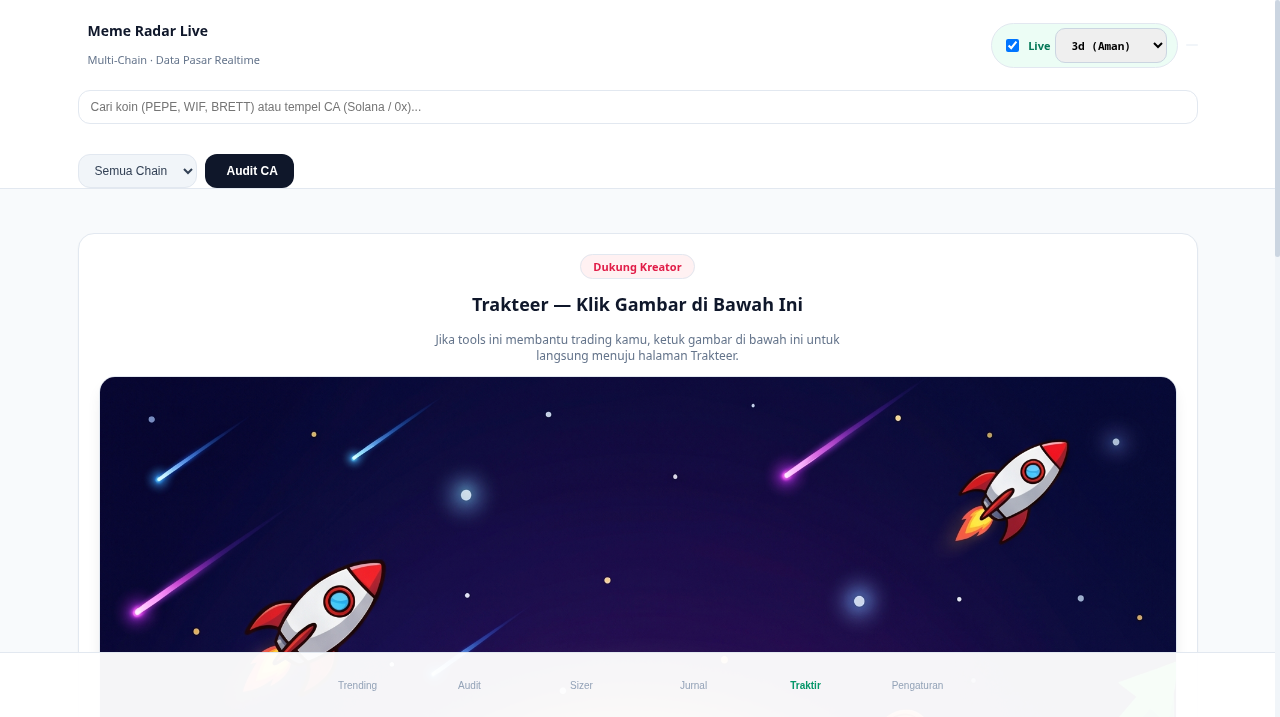 Meme Radar Live
Multi-Chain · Data Pasar Realtime
Live
3d (Aman)
Cari koin (PEPE, WIF, BRETT) atau tempel CA (Solana / 0x)...
Semua Chain
Audit CA
Dukung Kreator
Trakteer — Klik Gambar di Bawah Ini
Jika tools ini membantu trading kamu, ketuk gambar di bawah ini untuk
langsung menuju halaman Trakteer.
Trending
Audit
Sizer
Jurnal
Traktir
Pengaturan